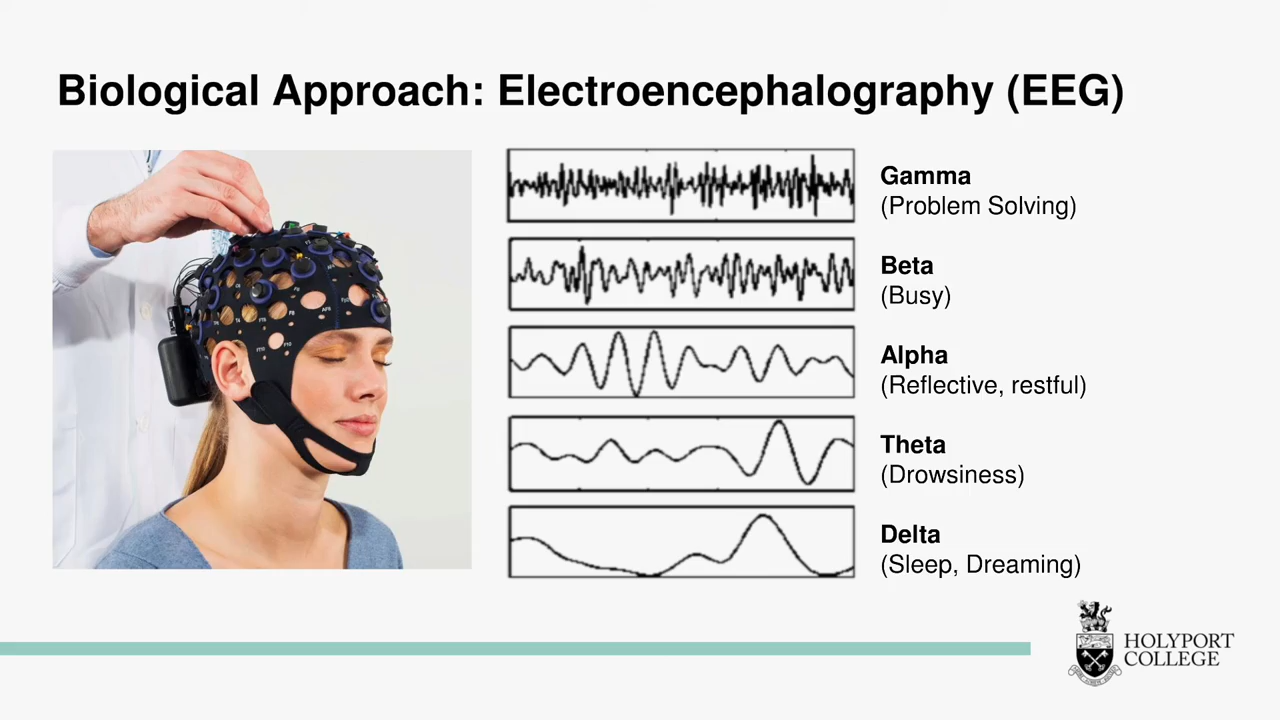 Biological Approach: Electroencephalography (EEG)
Gamma
(Problem Solving)
Beta
(Busy)
Alpha
(Reflective, restful)
Theta
(Drowsiness)
Delta
(Sleep, Dreaming)
HOLYPORT
COLLEGE